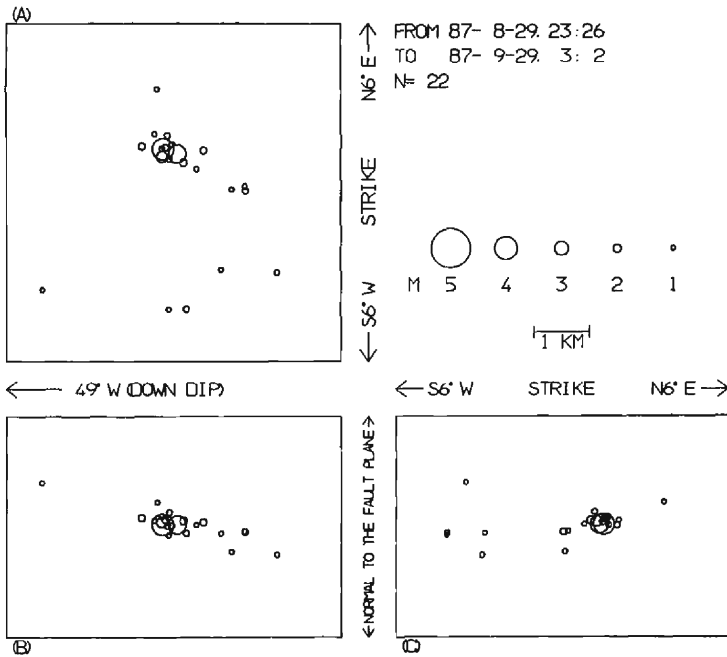 (A)
FROM 87- 8-29. 23:26
TO 87- 9-29. 3: 2
N= 22
N6° E
STRIKE
S6° W
M 5 4 3 2 1
1 KM
49° W (DOWN DIP)
S6° W STRIKE N6° E
NORMAL TO THE FAULT PLANE
(B)
(C)